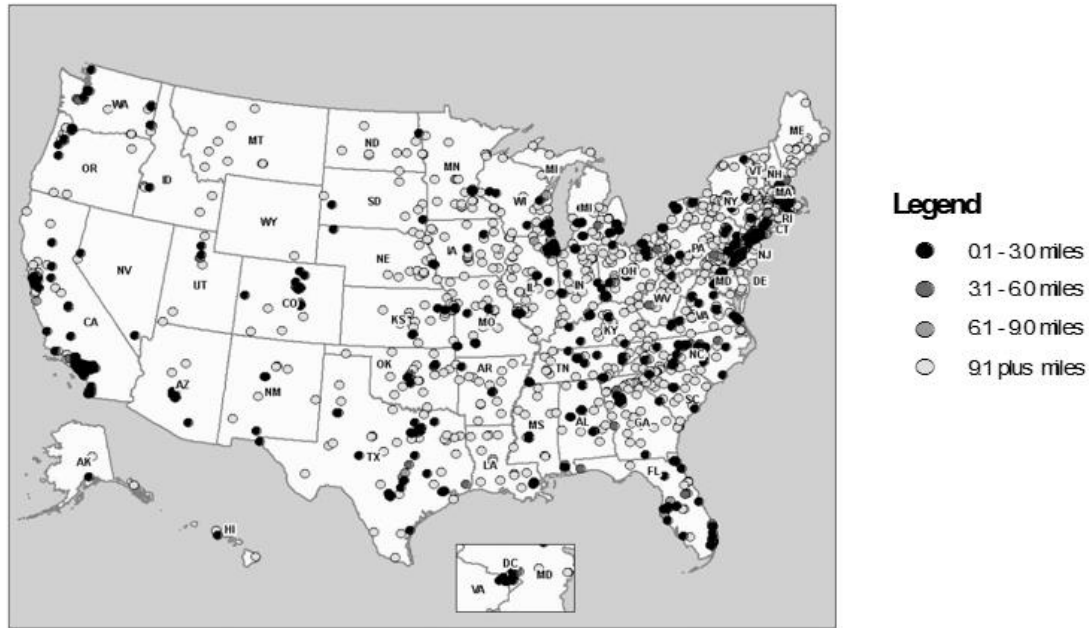 WA
MT
ND
MN
MI
ME
VT
NH
OR
ID
SD
WI
MI
NY
MA
RI
CT
WY
IA
PA
NJ
NV
UT
NE
IL
IN
OH
MD
DE
CA
CO
KS
MO
WV
VA
KY
AZ
NM
OK
AR
TN
NC
SC
TX
LA
MS
AL
GA
FL
AK
HI
DC
VA
MD
Legend
0.1 - 3.0 miles
3.1 - 6.0 miles
6.1 - 9.0 miles
9.1 plus miles